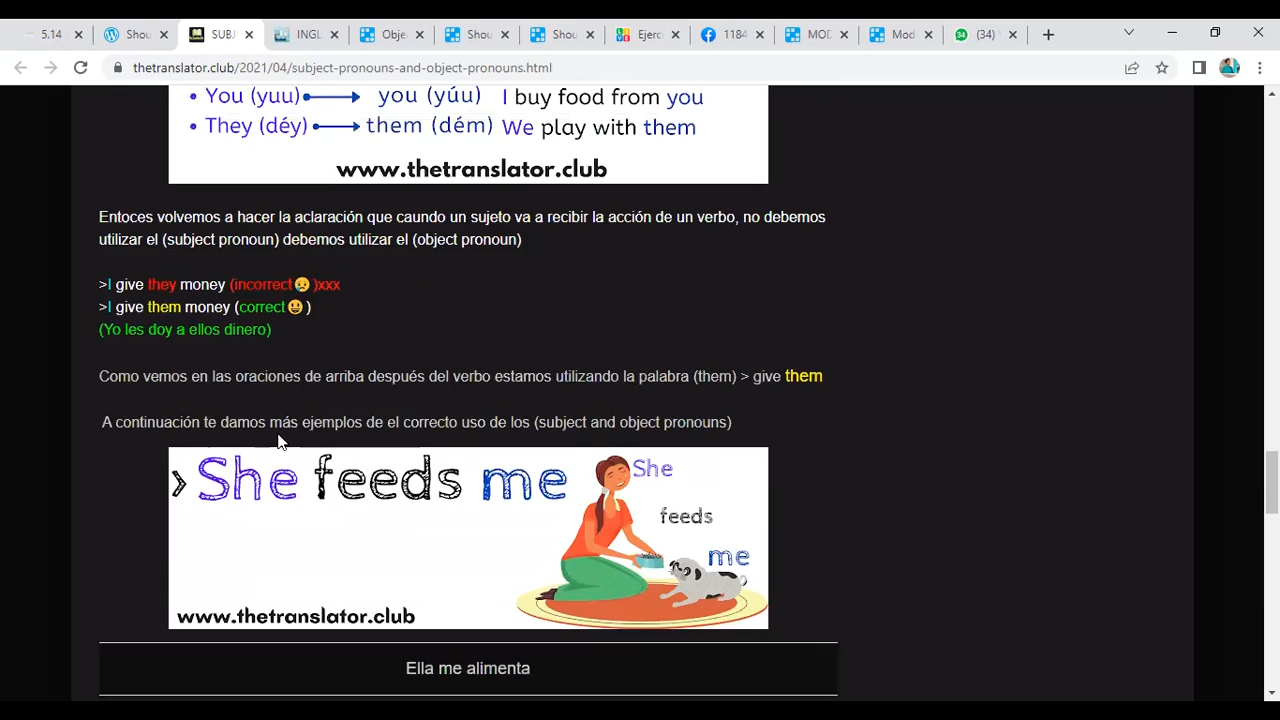 5.14
Shou
SUBJ
INGL
Obje
Shou
Shou
Ejerc
1184
MOD
Mod
(34) V
thetranslator.club/2021/04/subject-pronouns-and-object-pronouns.html
• You (yuu) you (yúu) I buy food from you
• They (déy) them (dém) We play with them
www.thetranslator.club
Entoces volvemos a hacer la aclaración que caundo un sujeto va a recibir la acción de un verbo, no debemos
utilizar el (subject pronoun) debemos utilizar el (object pronoun)
>I give they money (incorrect😥)xxx
>I give them money (correct😀)
(Yo les doy a ellos dinero)
Como vemos en las oraciones de arriba después del verbo estamos utilizando la palabra (them) > give them
A continuación te damos más ejemplos de el correcto uso de los (subject and object pronouns)
› She feeds me
She
feeds
me
www.thetranslator.club
Ella me alimenta